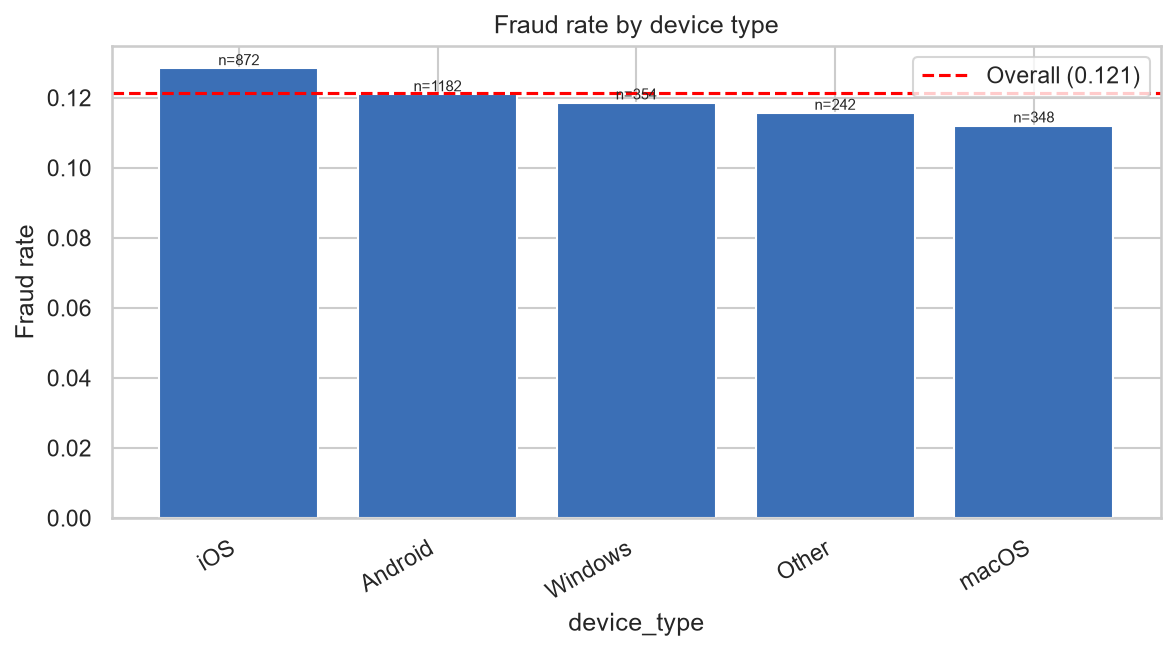 Fraud rate by device type
Overall (0.121)
n=872
n=1182
n=354
n=242
n=348
Fraud rate
0.12
0.10
0.08
0.06
0.04
0.02
0.00
iOS
Android
Windows
Other
macOS
device_type